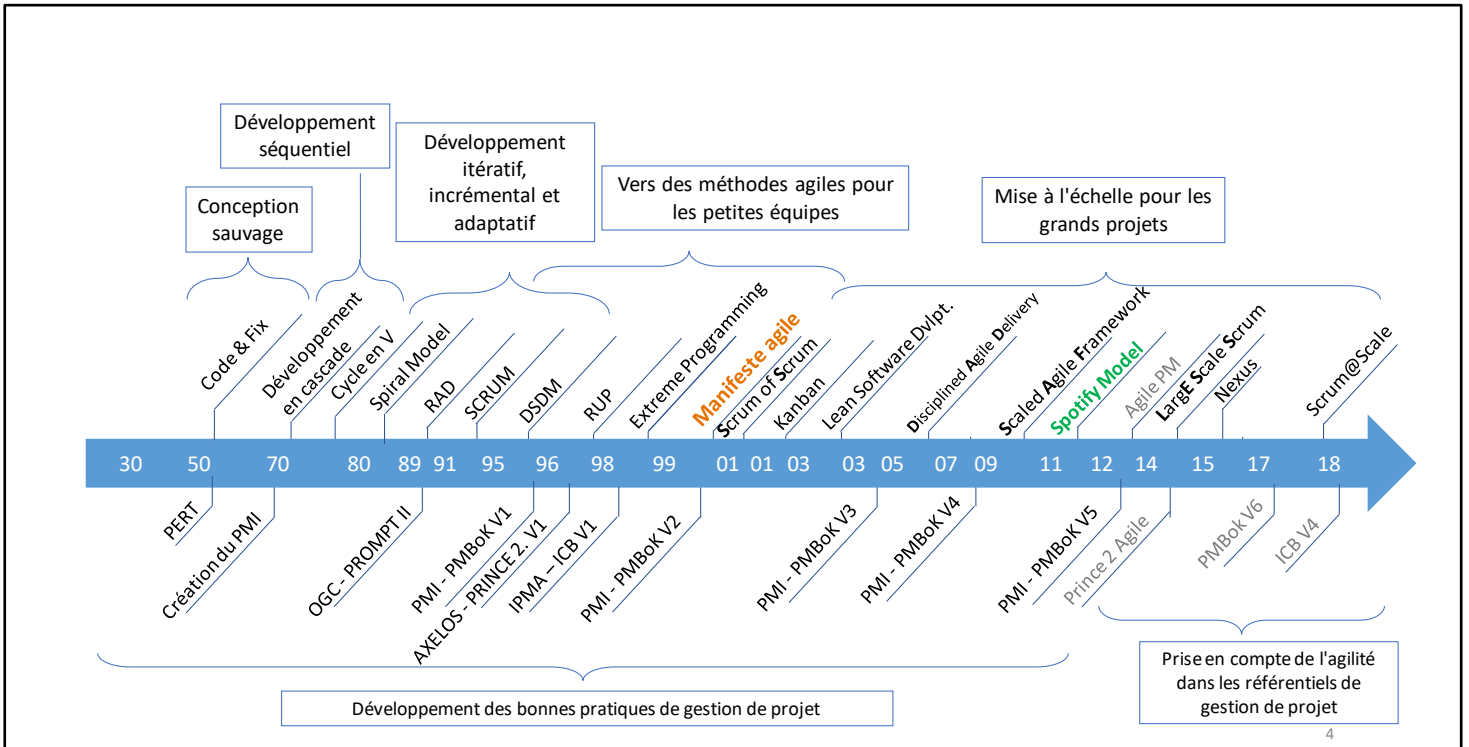 Développement
séquentiel
Développement
itératif,
incrémental et
adaptatif
Vers des méthodes agiles pour
les petites équipes
Mise à l'échelle pour les
grands projets
Conception
sauvage
Code & Fix
Développement
en cascade
Cycle en V
Spiral Model
RAD
SCRUM
DSDM
RUP
Extreme Programming
Manifeste agile
Scrum of Scrum
Kanban
Lean Software Dvlpt.
Disciplined Agile Delivery
Scaled Agile Framework
Spotify Model
Agile PM
LargE Scale Scrum
Nexus
Scrum@Scale
30 50 70 80 89 91 95 96 98 99 01 01 03 03 05 07 09 11 12 14 15 17 18
PERT
Création du PMI
OGC - PROMPT II
PMI - PMBoK V1
AXELOS - PRINCE 2. V1
IPMA – ICB V1
PMI - PMBoK V2
PMI - PMBoK V3
PMI - PMBoK V4
PMI - PMBoK V5
Prince 2 Agile
PMBoK V6
ICB V4
Développement des bonnes pratiques de gestion de projet
Prise en compte de l'agilité
dans les référentiels de
gestion de projet
4